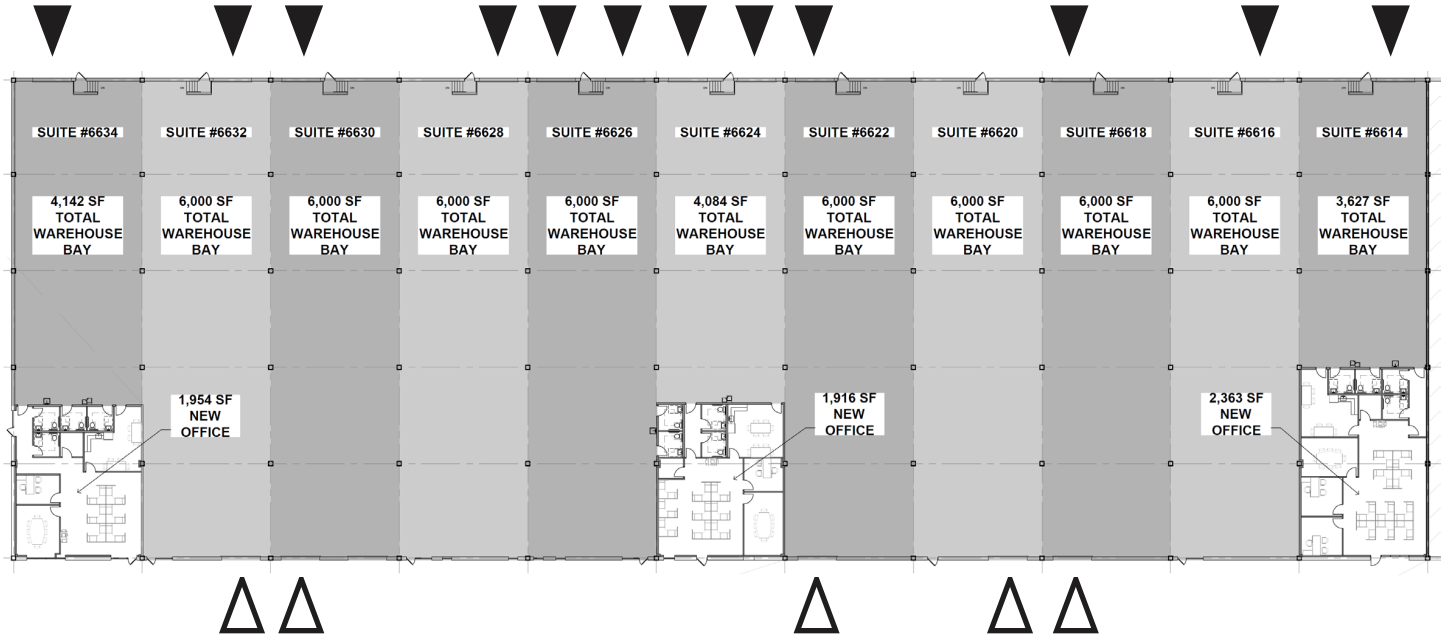 SUITE #6634
SUITE #6632
SUITE #6630
SUITE #6628
SUITE #6626
SUITE #6624
SUITE #6622
SUITE #6620
SUITE #6618
SUITE #6616
SUITE #6614
4,142 SF
TOTAL
WAREHOUSE
BAY
6,000 SF
TOTAL
WAREHOUSE
BAY
6,000 SF
TOTAL
WAREHOUSE
BAY
6,000 SF
TOTAL
WAREHOUSE
BAY
6,000 SF
TOTAL
WAREHOUSE
BAY
4,084 SF
TOTAL
WAREHOUSE
BAY
6,000 SF
TOTAL
WAREHOUSE
BAY
6,000 SF
TOTAL
WAREHOUSE
BAY
6,000 SF
TOTAL
WAREHOUSE
BAY
6,000 SF
TOTAL
WAREHOUSE
BAY
3,627 SF
TOTAL
WAREHOUSE
BAY
1,954 SF
NEW
OFFICE
1,916 SF
NEW
OFFICE
2,363 SF
NEW
OFFICE